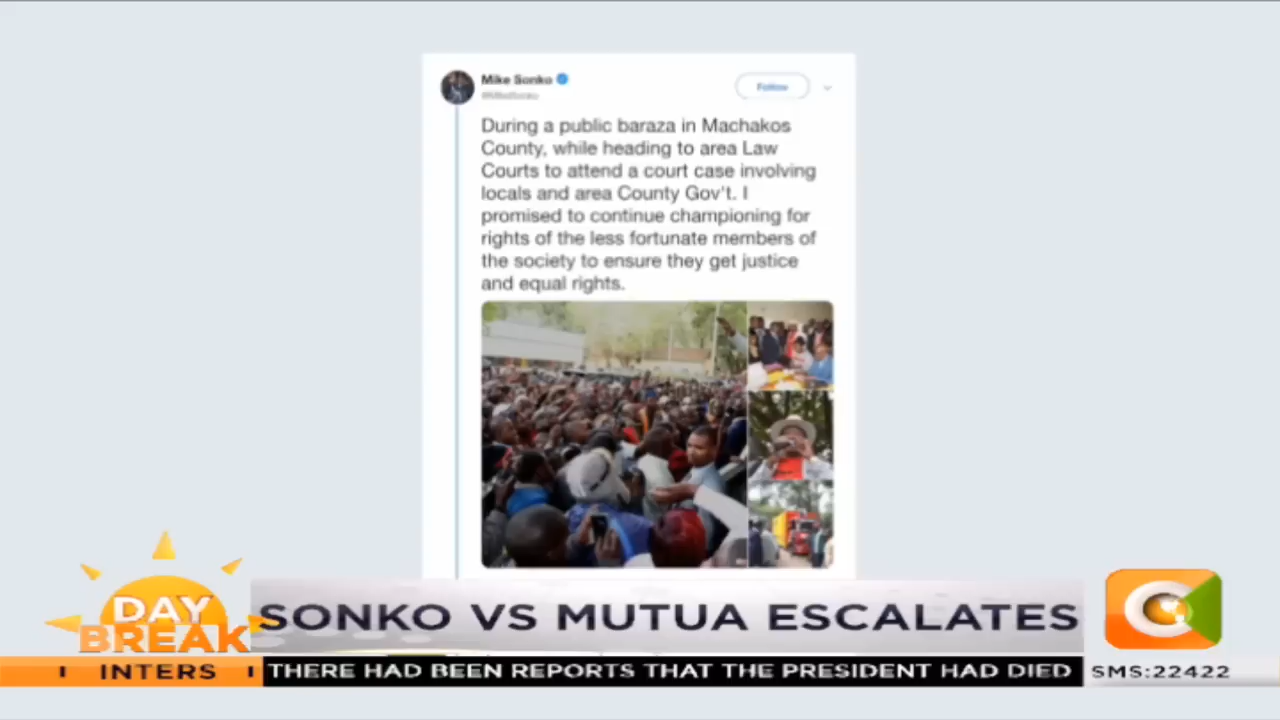 Mike Sonko
Follow
During a public baraza in Machakos
County, while heading to area Law
Courts to attend a court case involving
locals and area County Gov't. I
promised to continue championing for
rights of the less fortunate members of
the society to ensure they get justice
and equal rights.
DAY
BREAK
SONKO VS MUTUA ESCALATES
INTERS
THERE HAD BEEN REPORTS THAT THE PRESIDENT HAD DIED
SMS:22422